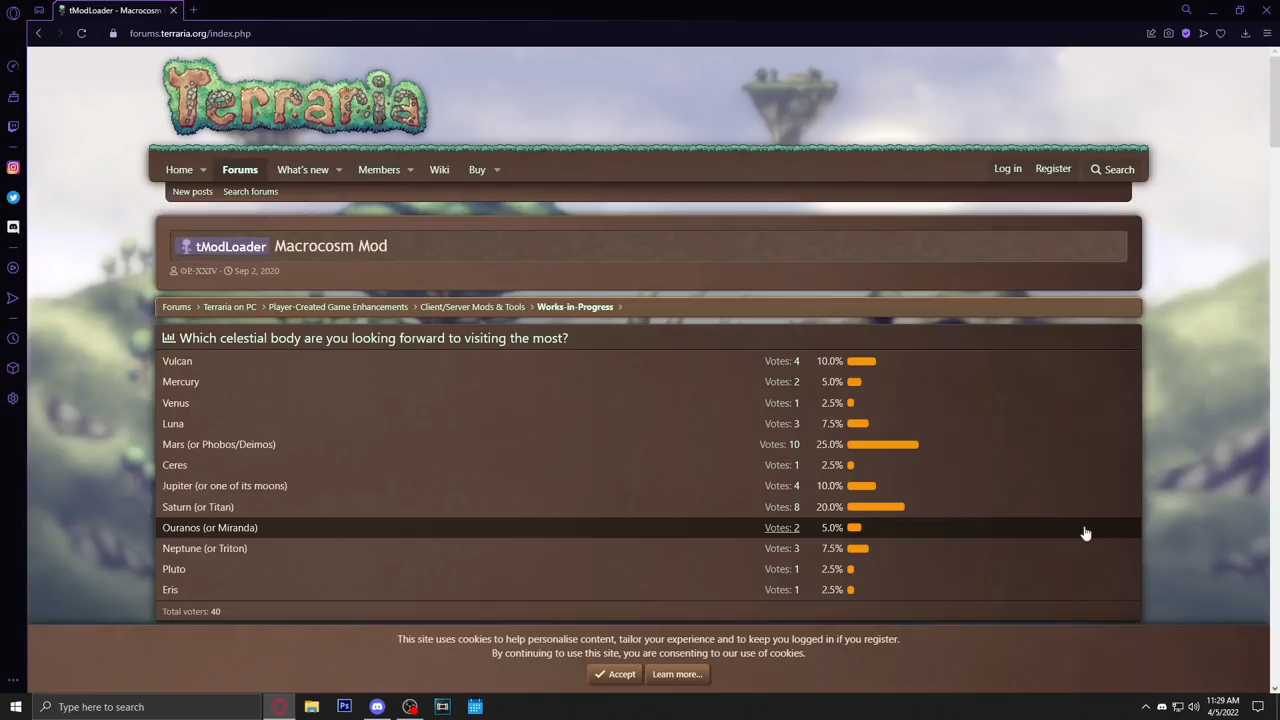 tModLoader - Macrocosm
forums.terraria.org/index.php
Terraria
Home Forums What's new Members Wiki Buy Log in Register Search
New posts Search forums
tModLoader Macrocosm Mod
Sep 2, 2020
Forums Terraria on PC Player-Created Game Enhancements Client/Server Mods & Tools Works-in-Progress
Which celestial body are you looking forward to visiting the most?
Vulcan Votes: 4 10.0%
Mercury Votes: 2 5.0%
Venus Votes: 1 2.5%
Luna Votes: 3 7.5%
Mars (or Phobos/Deimos) Votes: 10 25.0%
Ceres Votes: 1 2.5%
Jupiter (or one of its moons) Votes: 4 10.0%
Saturn (or Titan) Votes: 8 20.0%
Ouranos (or Miranda) Votes: 2 5.0%
Neptune (or Triton) Votes: 3 7.5%
Pluto Votes: 1 2.5%
Eris Votes: 1 2.5%
Total voters: 40
This site uses cookies to help personalise content, tailor your experience and to keep you logged in if you register.
By continuing to use this site, you are consenting to our use of cookies.
Accept Learn more...
Type here to search
Ps
11:29 AM
4/5/2022